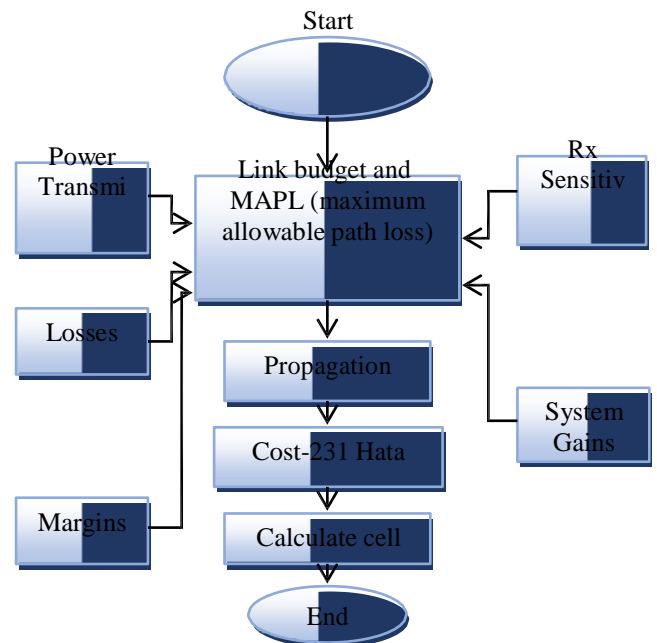 Start
Power
Transmi
Link budget and
MAPL (maximum
allowable path loss)
Rx
Sensitiv
Losses
Propagation
System
Gains
Cost-231 Hata
Margins
Calculate cell
End